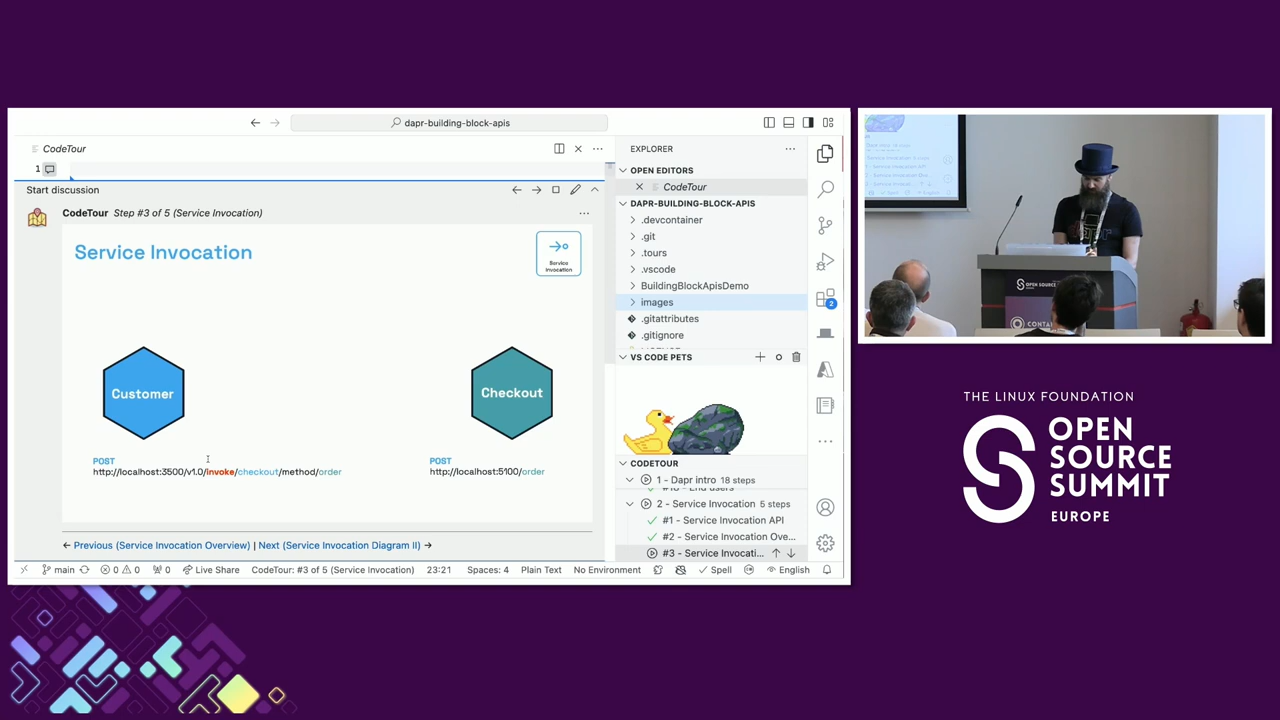 dapr-building-block-apis
CodeTour
1
Start discussion
CodeTour Step #3 of 5 (Service Invocation)
Service Invocation
Service
Invocation
Customer
Checkout
POST
http://localhost:3500/v1.0/invoke/checkout/method/order
POST
http://localhost:5100/order
← Previous (Service Invocation Overview) | Next (Service Invocation Diagram II) →
EXPLORER
OPEN EDITORS
CodeTour
DAPR-BUILDING-BLOCK-APIS
.devcontainer
.git
.tours
.vscode
BuildingBlockApisDemo
images
.gitattributes
.gitignore
VS CODE PETS
CODETOUR
1 - Dapr intro 18 steps
#18 - End users
2 - Service Invocation 5 steps
#1 - Service Invocation API
#2 - Service Invocation Ove...
#3 - Service Invocati...
2
main 0 0 0 Live Share CodeTour: #3 of 5 (Service Invocation) 23:21 Spaces: 4 Plain Text No Environment Spell English
OPEN SOURCE
THE LINUX FOUNDATION
OPEN
SOURCE
SUMMIT
EUROPE